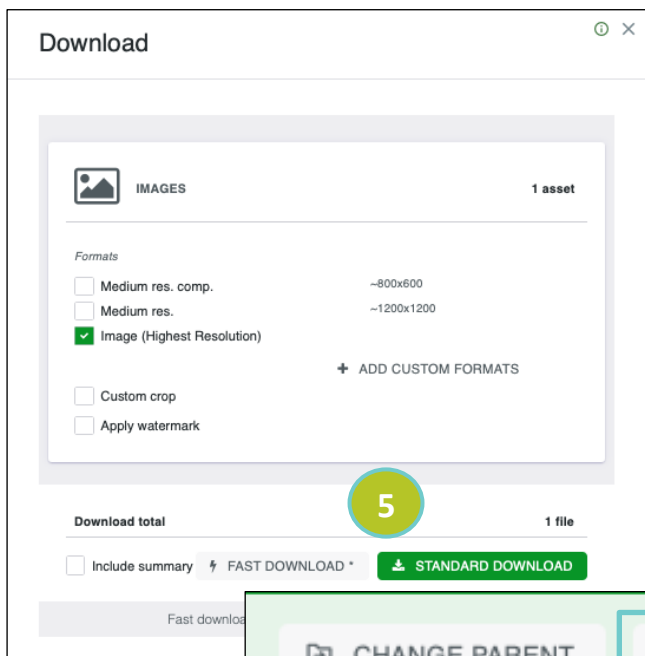 Download
IMAGES 1 asset
Formats
Medium res. comp. ~800x600
Medium res. ~1200x1200
Image (Highest Resolution)
+ ADD CUSTOM FORMATS
Custom crop
Apply watermark
5
Download total 1 file
Include summary FAST DOWNLOAD * STANDARD DOWNLOAD
Fast
CHANGE PARENT